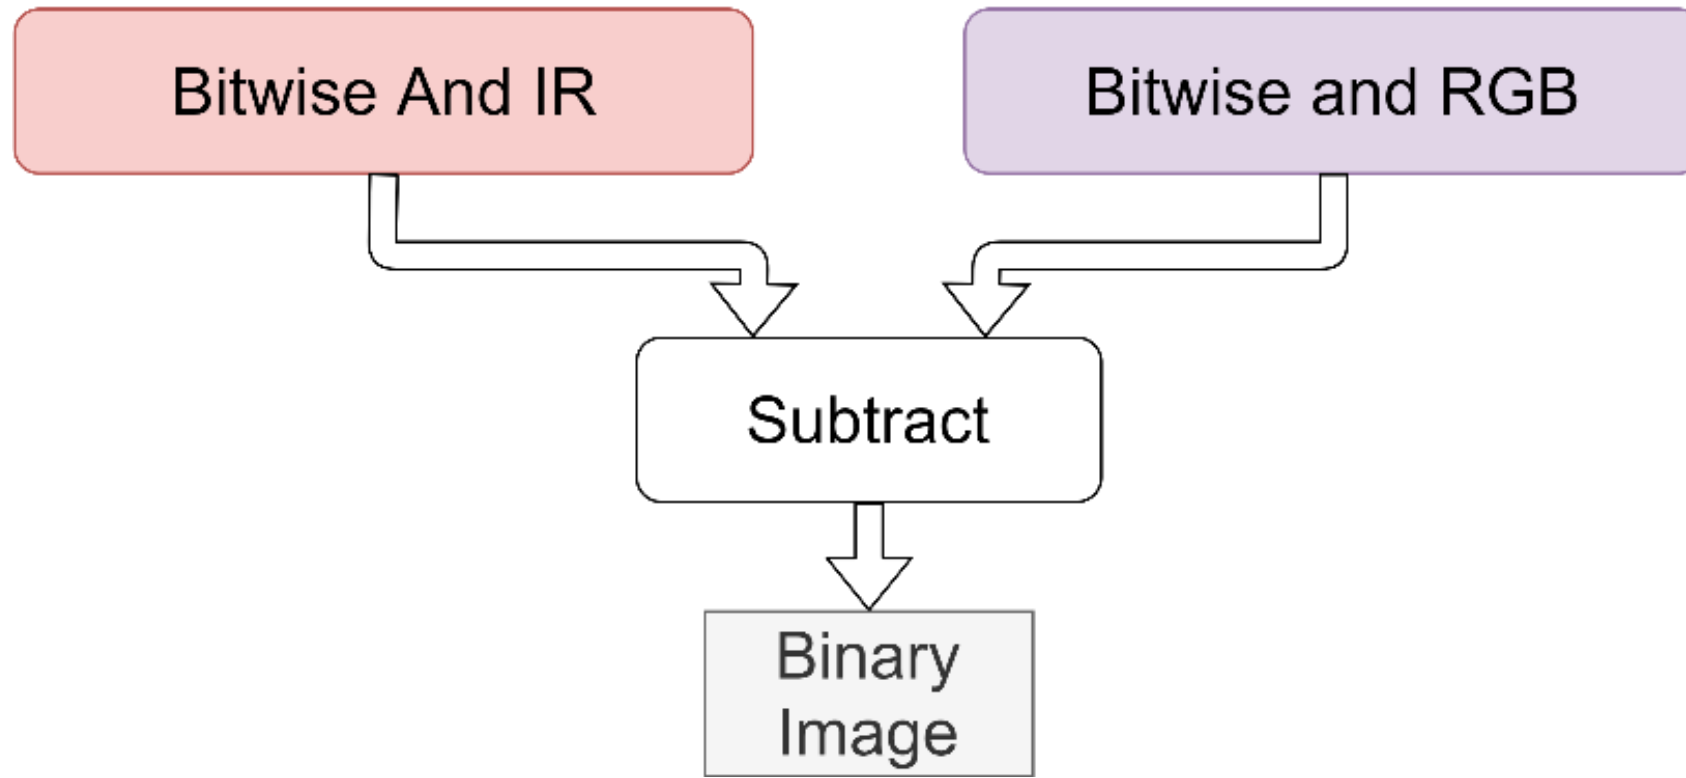 Bitwise And IR
Bitwise and RGB
Subtract
Binary
Image